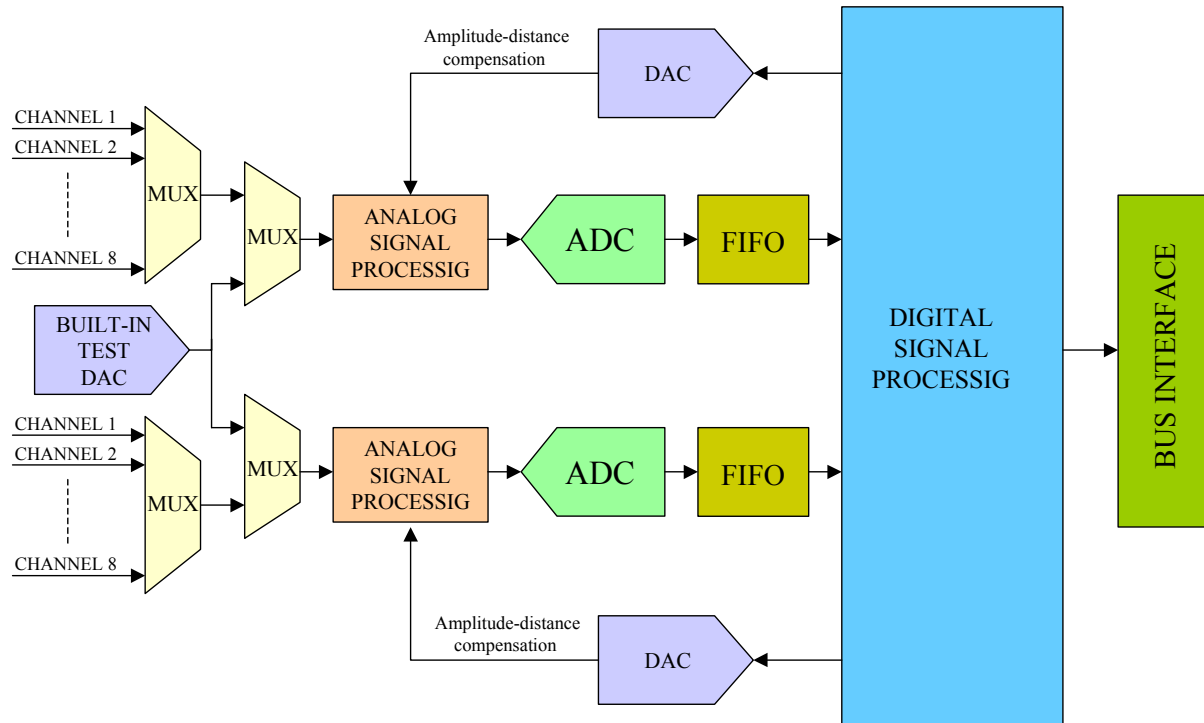 Amplitude-distance
compensation
DAC
CHANNEL 1
CHANNEL 2
CHANNEL 8
MUX
MUX
ANALOG
SIGNAL
PROCESSIG
ADC
FIFO
BUILT-IN
TEST
DAC
DIGITAL
SIGNAL
PROCESSIG
BUS INTERFACE
CHANNEL 1
CHANNEL 2
CHANNEL 8
MUX
MUX
ANALOG
SIGNAL
PROCESSIG
ADC
FIFO
Amplitude-distance
compensation
DAC